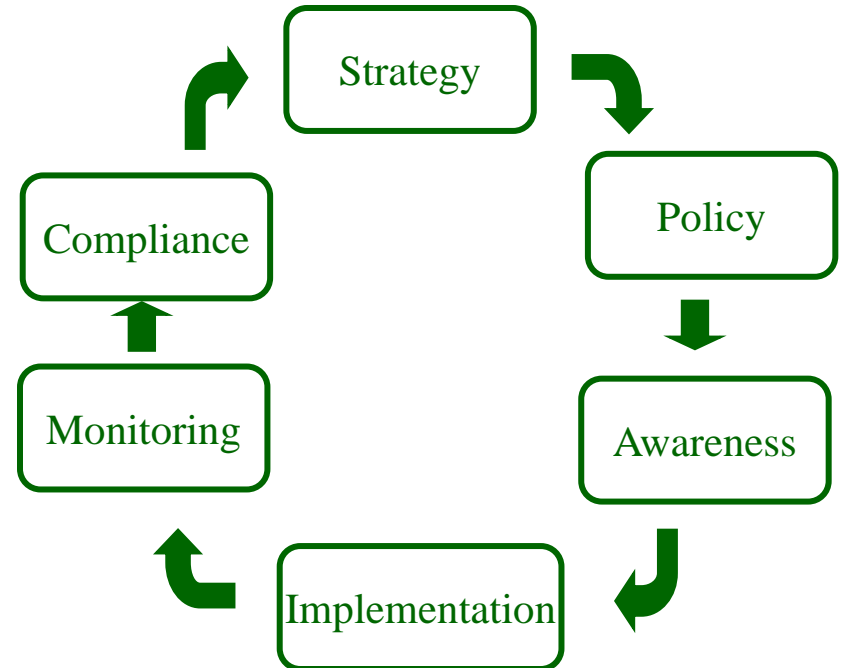 Strategy
Policy
Awareness
Implementation
Monitoring
Compliance